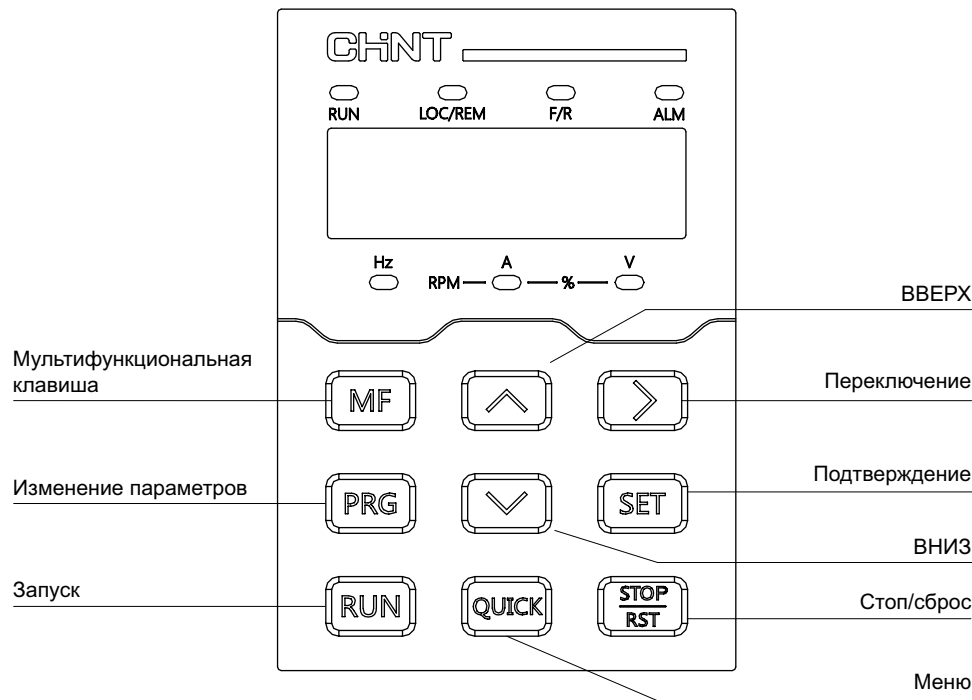 CHiNT
RUN LOC/REM F/R ALM
Hz A V
RPM % 
ВВЕРХ
Мультифункциональная
клавиша
MF
Переключение
Изменение параметров
PRG
SET
Подтверждение
ВНИЗ
Запуск
RUN
QUICK
STOP
RST
Стоп/сброс
Меню